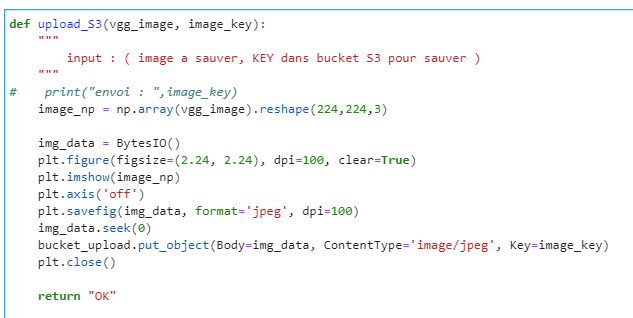 def upload_S3(vgg_image, image_key):
    """
        input : ( image a sauver, KEY dans bucket S3 pour sauver )
    """
#    print("envoi : ",image_key)
    image_np = np.array(vgg_image).reshape(224,224,3)

    img_data = BytesIO()
    plt.figure(figsize=(2.24, 2.24), dpi=100, clear=True)
    plt.imshow(image_np)
    plt.axis('off')
    plt.savefig(img_data, format='jpeg', dpi=100)
    img_data.seek(0)
    bucket_upload.put_object(Body=img_data, ContentType='image/jpeg', Key=image_key)
    plt.close()

    return "OK"